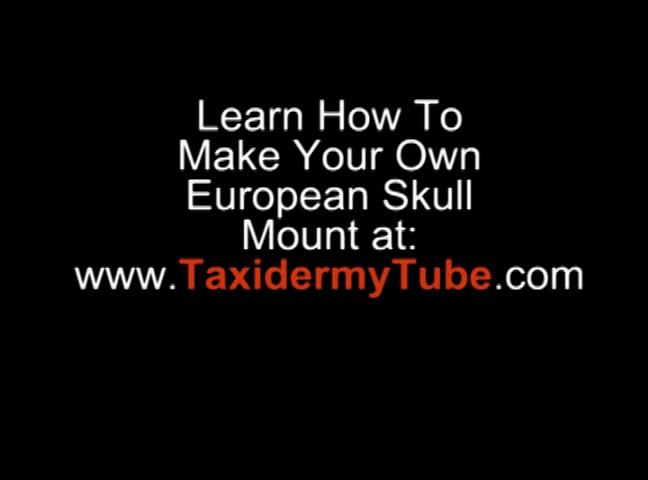 Learn How To
Make Your Own
European Skull
Mount at:
www.TaxidermyTube.com